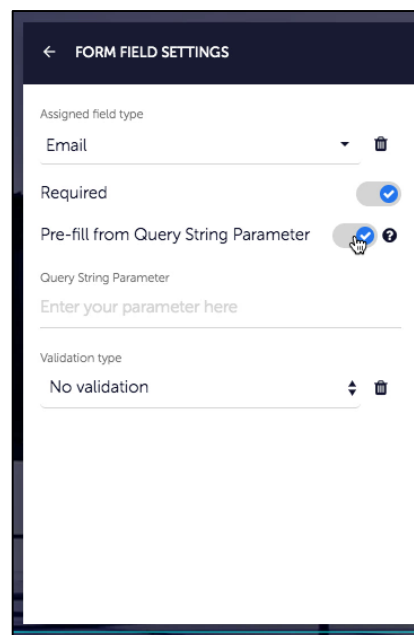 FORM FIELD SETTINGS
Assigned field type
Email
Required
Pre-fill from Query String Parameter
Query String Parameter
Enter your parameter here
Validation type
No validation